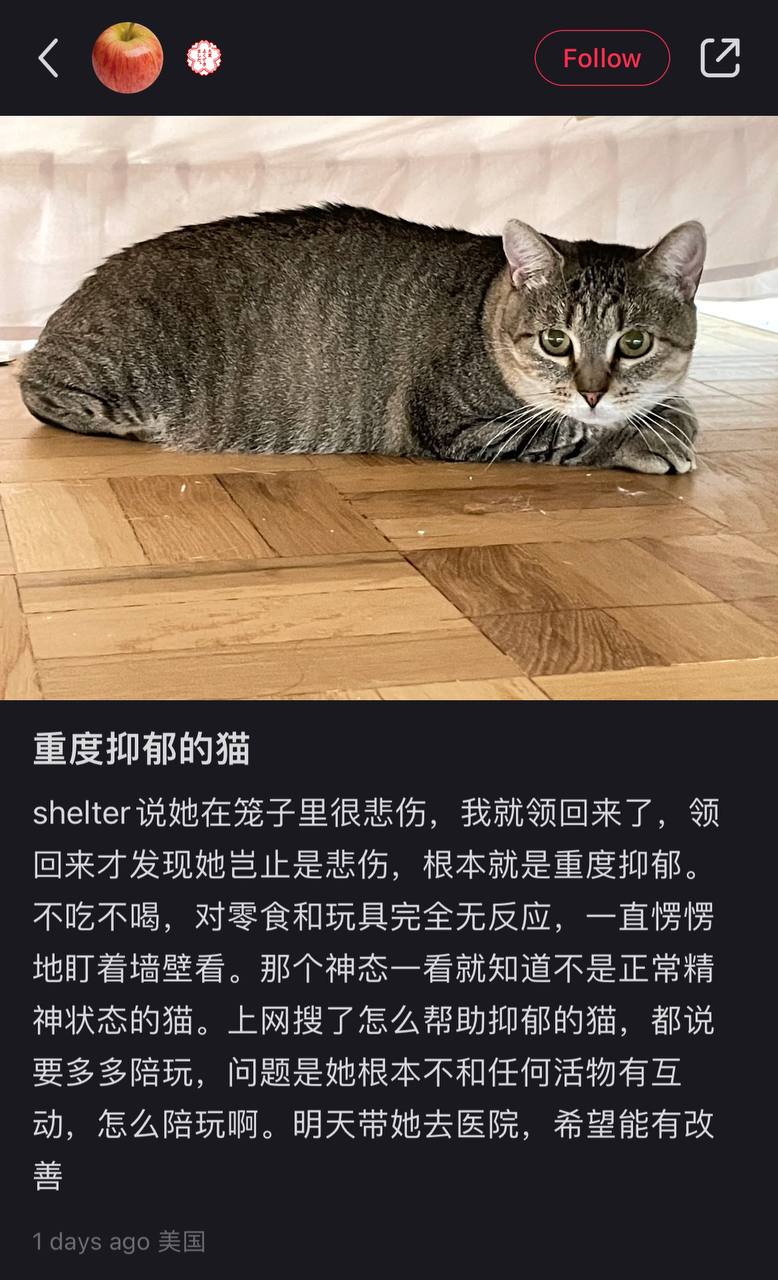 Follow
重度抑郁的猫
shelter说她在笼子里很悲伤，我就领回来了，领
回来才发现她岂止是悲伤，根本就是重度抑郁。
不吃不喝，对零食和玩具完全无反应，一直愣愣
地盯着墙壁看。那个神态一看就知道不是正常精
神状态的猫。上网搜了怎么帮助抑郁的猫，都说
要多多陪玩，问题是她根本不和任何活物有互
动，怎么陪玩啊。明天带她去医院，希望能有改
善
1 days ago 美国